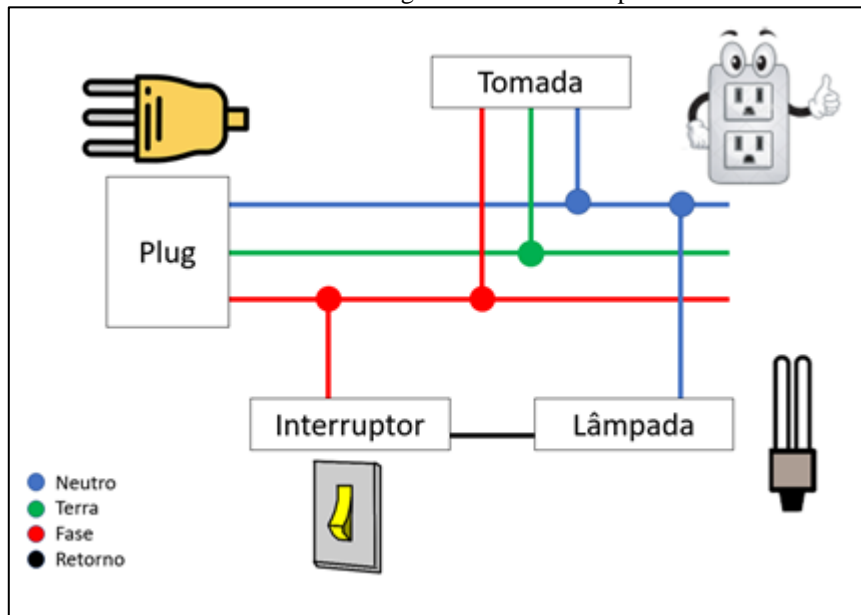 Tomada
Plug
Interruptor
Lâmpada
Neutro
Terra
Fase
Retorno